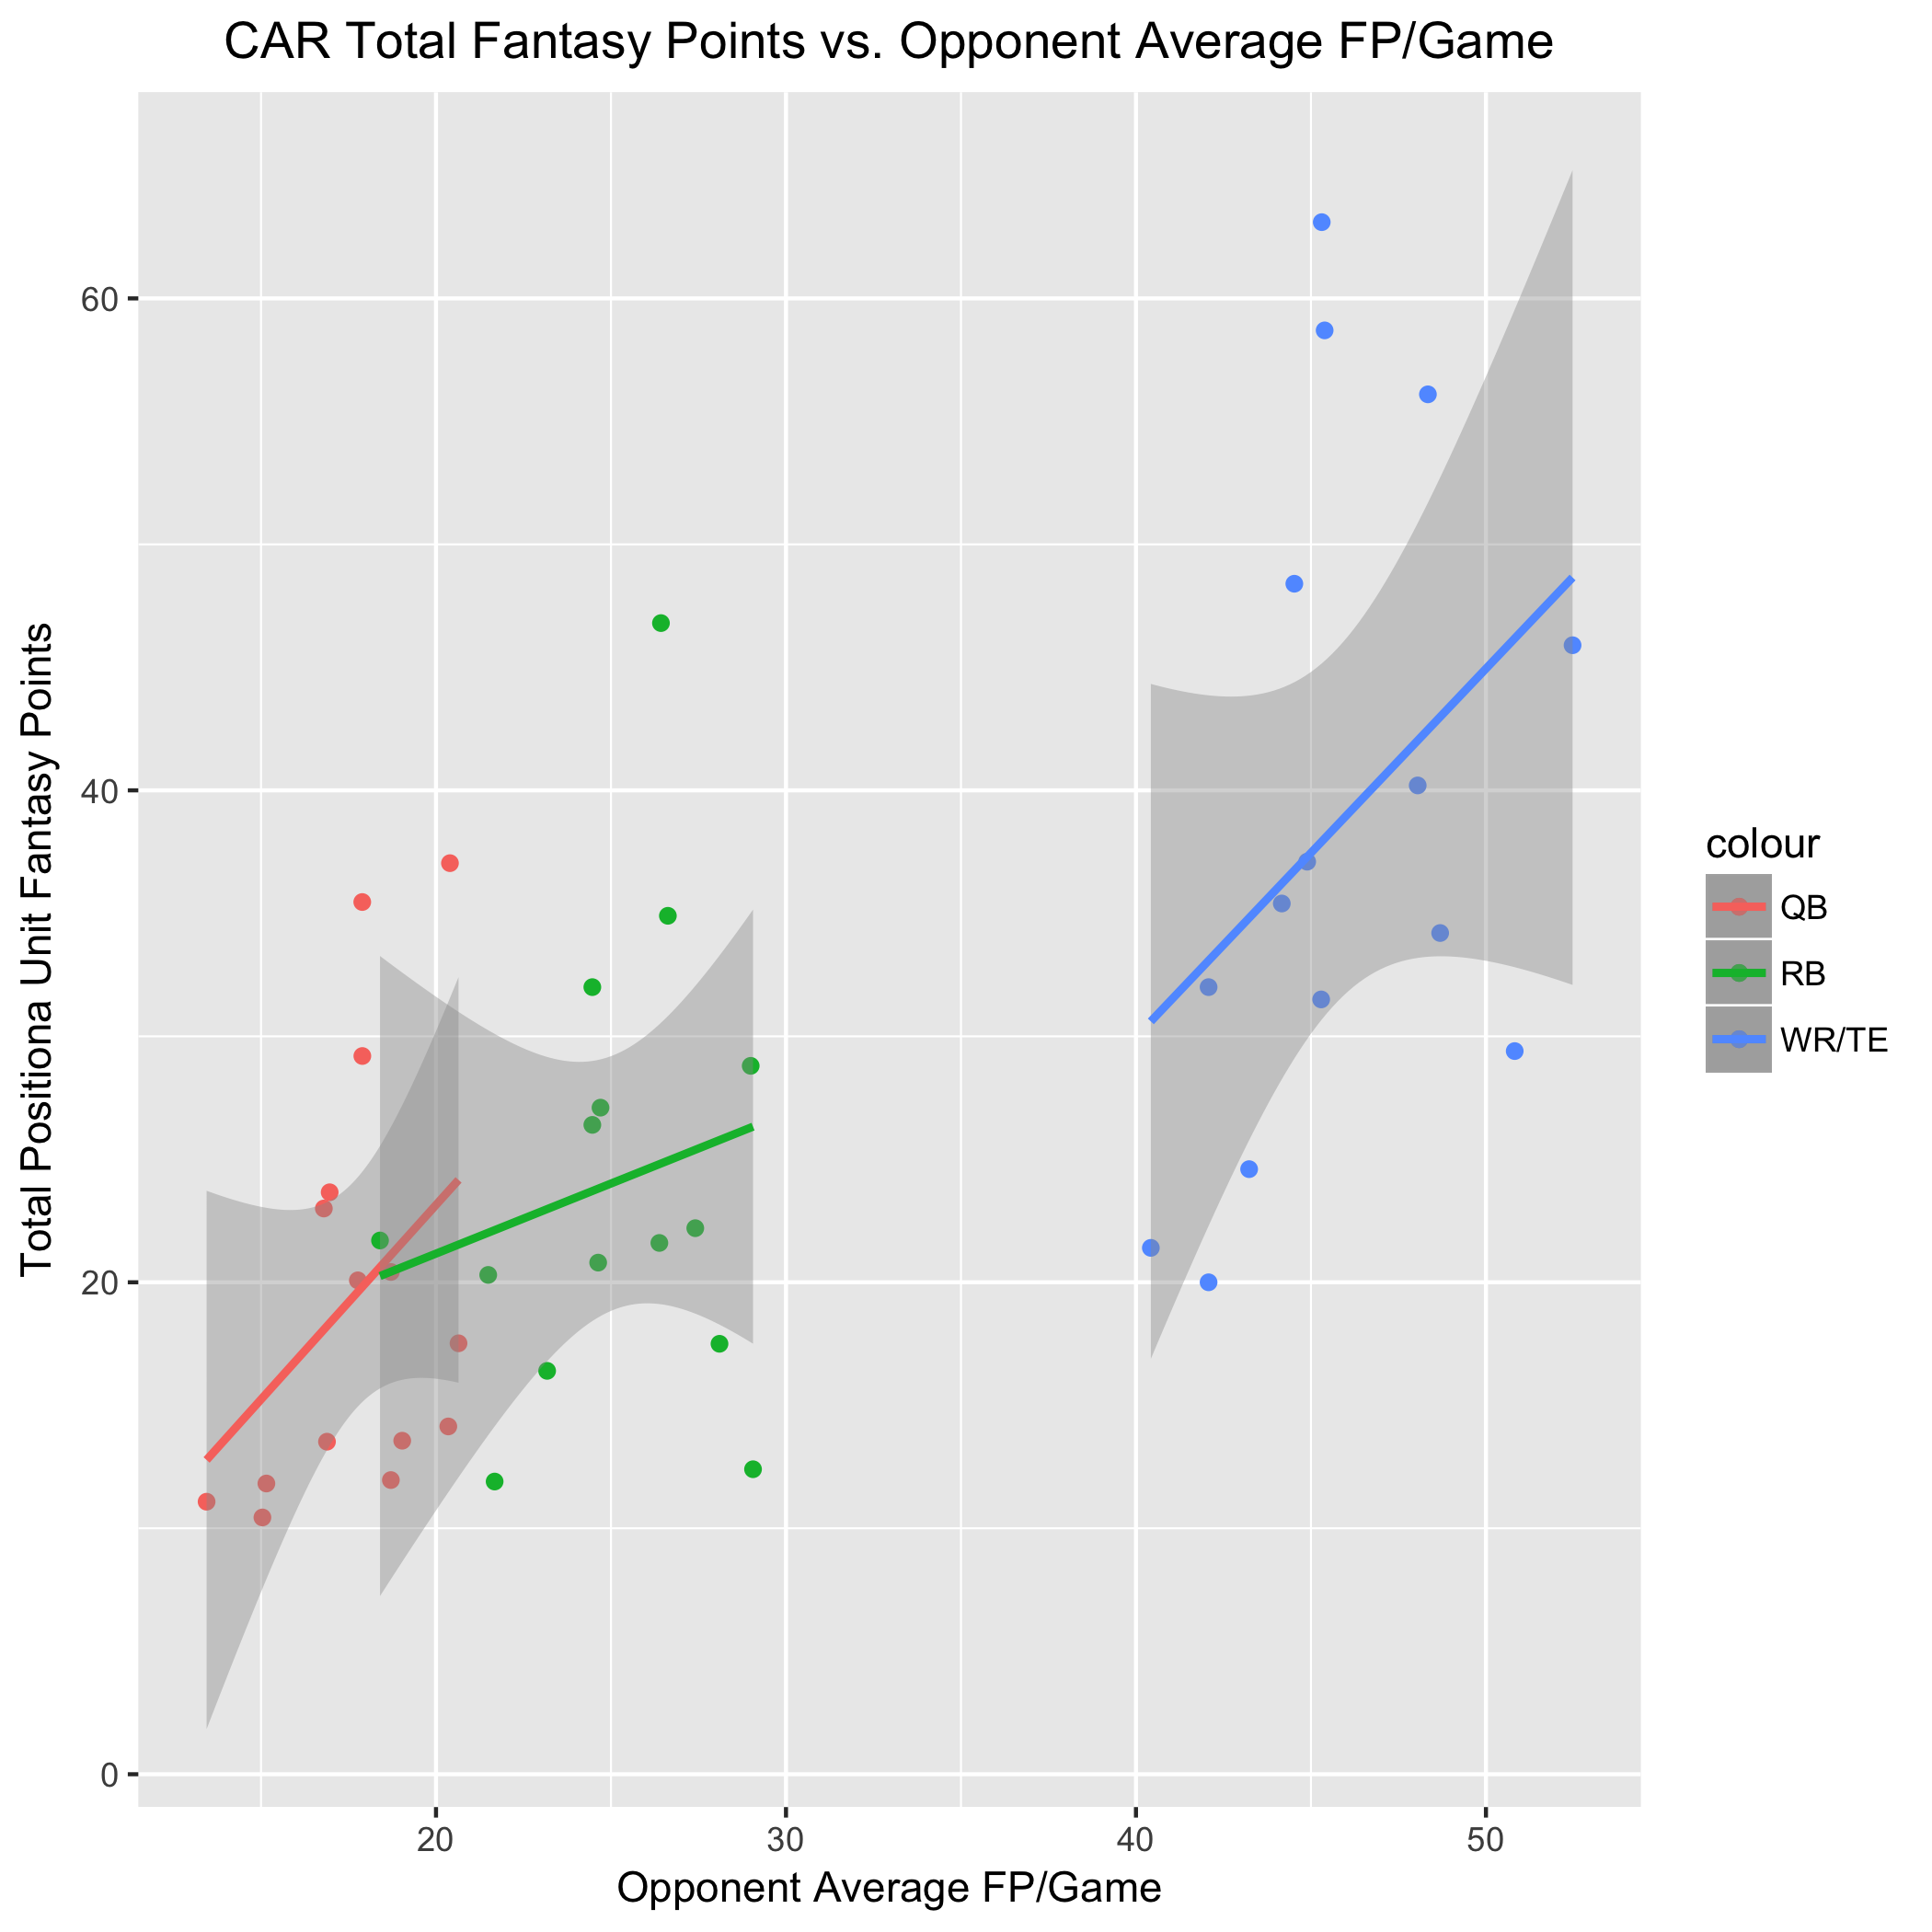 CAR Total Fantasy Points vs. Opponent Average FP/Game
Total Positiona Unit Fantasy Points
60
40
20
0
20
30
40
50
Opponent Average FP/Game
colour
QB
RB
WR/TE